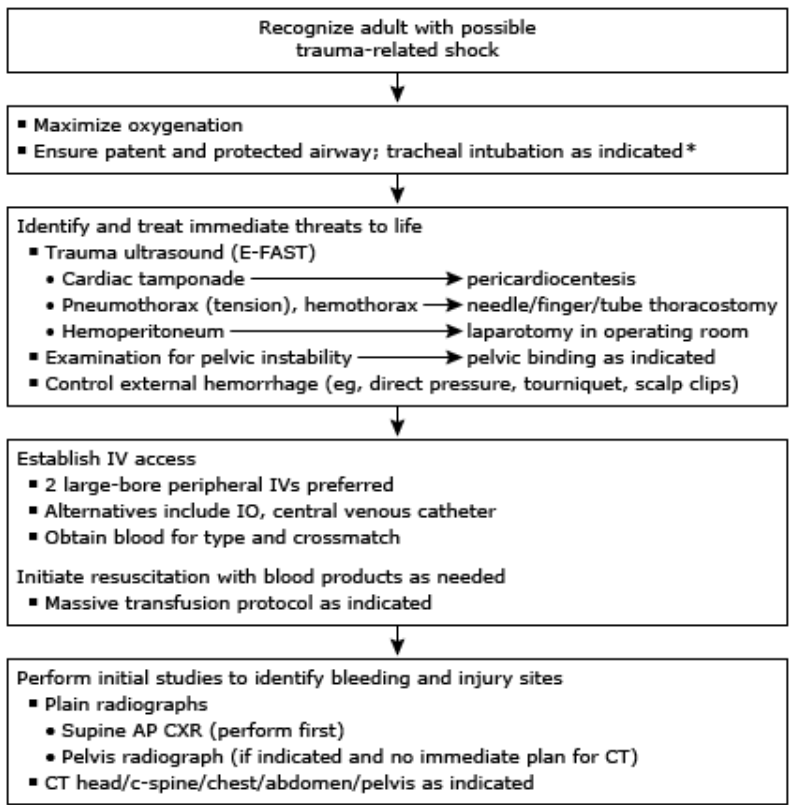 Recognize adult with possible
trauma-related shock
▪ Maximize oxygenation
▪ Ensure patent and protected airway; tracheal intubation as indicated*
Identify and treat immediate threats to life
▪ Trauma ultrasound (E-FAST)
• Cardiac tamponade → pericardiocentesis
• Pneumothorax (tension), hemothorax → needle/finger/tube thoracostomy
• Hemoperitoneum → laparotomy in operating room
▪ Examination for pelvic instability → pelvic binding as indicated
▪ Control external hemorrhage (eg, direct pressure, tourniquet, scalp clips)
Establish IV access
▪ 2 large-bore peripheral IVs preferred
▪ Alternatives include IO, central venous catheter
▪ Obtain blood for type and crossmatch
Initiate resuscitation with blood products as needed
▪ Massive transfusion protocol as indicated
Perform initial studies to identify bleeding and injury sites
▪ Plain radiographs
• Supine AP CXR (perform first)
• Pelvis radiograph (if indicated and no immediate plan for CT)
▪ CT head/c-spine/chest/abdomen/pelvis as indicated